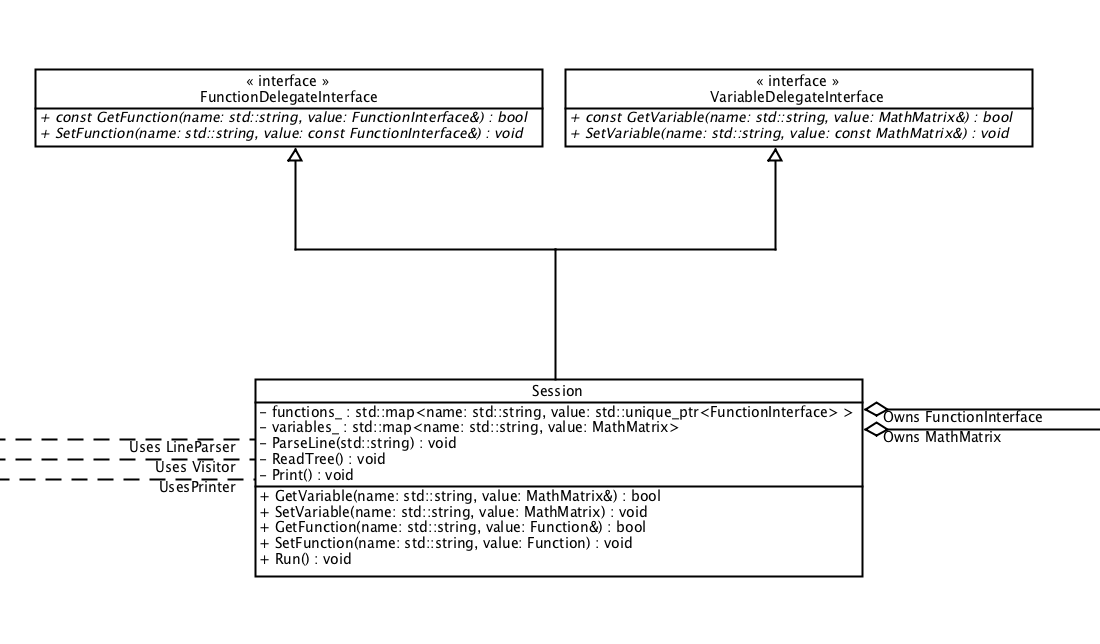 « interface »
FunctionDelegateInterface
+ const GetFunction(name: std::string, value: FunctionInterface&) : bool
+ SetFunction(name: std::string, value: const FunctionInterface&) : void
« interface »
VariableDelegateInterface
+ const GetVariable(name: std::string, value: MathMatrix&) : bool
+ SetVariable(name: std::string, value: const MathMatrix&) : void
Session
– functions_ : std::map<name: std::string, value: std::unique_ptr<FunctionInterface> >
– variables_ : std::map<name: std::string, value: MathMatrix>
– ParseLine(std::string) : void
– ReadTree() : void
– Print() : void
+ GetVariable(name: std::string, value: MathMatrix&) : bool
+ SetVariable(name: std::string, value: MathMatrix) : void
+ GetFunction(name: std::string, value: Function&) : bool
+ SetFunction(name: std::string, value: Function) : void
+ Run() : void
Uses LineParser
Uses Visitor
UsesPrinter
Owns FunctionInterface
Owns MathMatrix